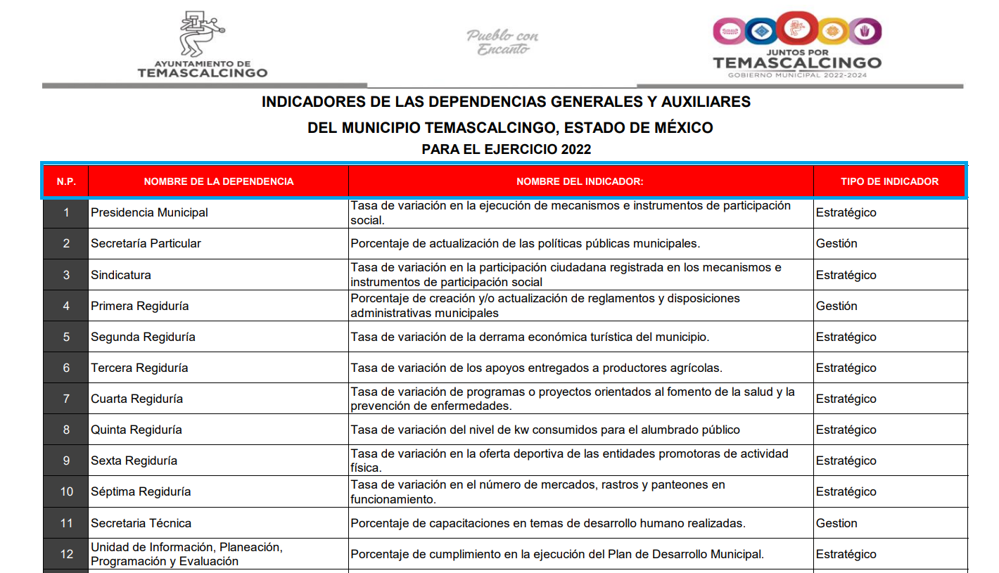 AYUNTAMIENTO DE
TEMASCALCINGO
Pueblo con
Encanto
JUNTOS POR
TEMASCALCINGO
GOBIERNO MUNICIPAL 2022-2024
INDICADORES DE LAS DEPENDENCIAS GENERALES Y AUXILIARES
DEL MUNICIPIO TEMASCALCINGO, ESTADO DE MÉXICO
PARA EL EJERCICIO 2022
N.P. NOMBRE DE LA DEPENDENCIA NOMBRE DEL INDICADOR: TIPO DE INDICADOR
1 Presidencia Municipal Tasa de variación en la ejecución de mecanismos e instrumentos de participación
social. Estratégico
2 Secretaría Particular Porcentaje de actualización de las políticas públicas municipales. Gestión
3 Sindicatura Tasa de variación en la participación ciudadana registrada en los mecanismos e
instrumentos de participación social Estratégico
4 Primera Regiduría Porcentaje de creación y/o actualización de reglamentos y disposiciones
administrativas municipales Gestión
5 Segunda Regiduría Tasa de variación de la derrama económica turística del municipio. Estratégico
6 Tercera Regiduría Tasa de variación de los apoyos entregados a productores agrícolas. Estratégico
7 Cuarta Regiduría Tasa de variación de programas o proyectos orientados al fomento de la salud y la
prevención de enfermedades. Estratégico
8 Quinta Regiduría Tasa de variación del nivel de kw consumidos para el alumbrado público Estratégico
9 Sexta Regiduría Tasa de variación en la oferta deportiva de las entidades promotoras de actividad
física. Estratégico
10 Séptima Regiduría Tasa de variación en el número de mercados, rastros y panteones en
funcionamiento. Estratégico
11 Secretaria Técnica Porcentaje de capacitaciones en temas de desarrollo humano realizadas. Gestion
12 Unidad de Información, Planeación,
Programación y Evaluación Porcentaje de cumplimiento en la ejecución del Plan de Desarrollo Municipal. Estratégico